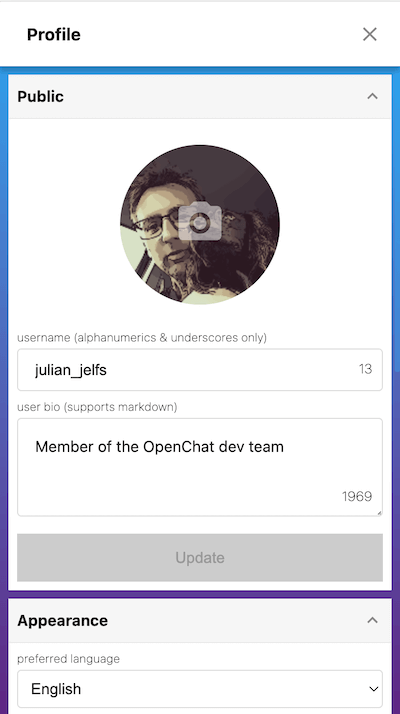 Profile
Public
username (alphanumerics & underscores only)
julian_jelfs
13
user bio (supports markdown)
Member of the OpenChat dev team
1969
Update
Appearance
preferred language
English